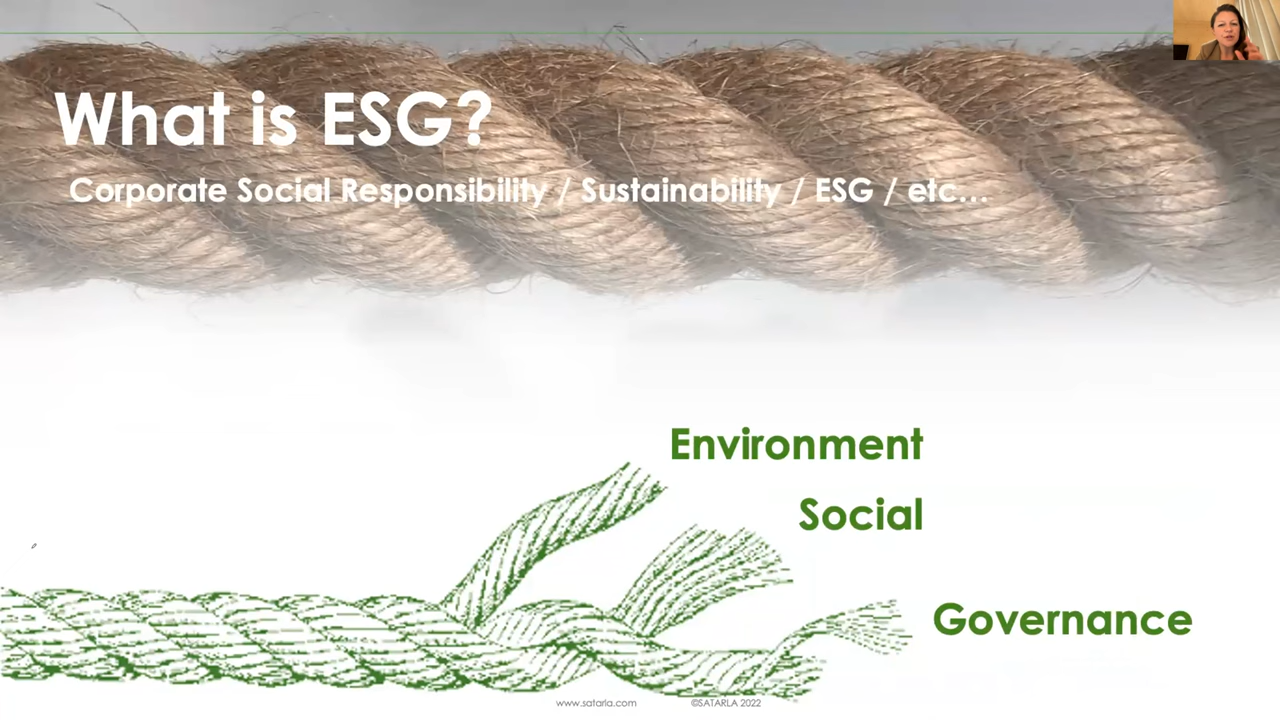 What is ESG?
Corporate Social Responsibility / Sustainability / ESG / etc...
Environment
Social
Governance
www.satarla.com ©SATARLA 2022